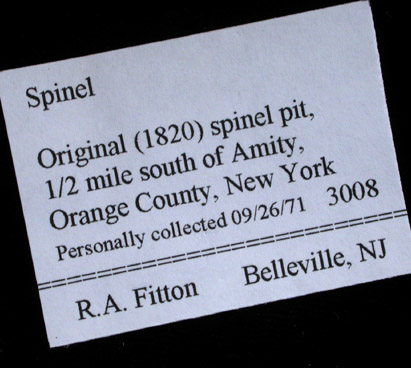 Spinel
Original (1820) spinel pit,
1/2 mile south of Amity,
Orange County, New York
Personally collected 09/26/71 3008
R.A. Fitton Belleville, NJ